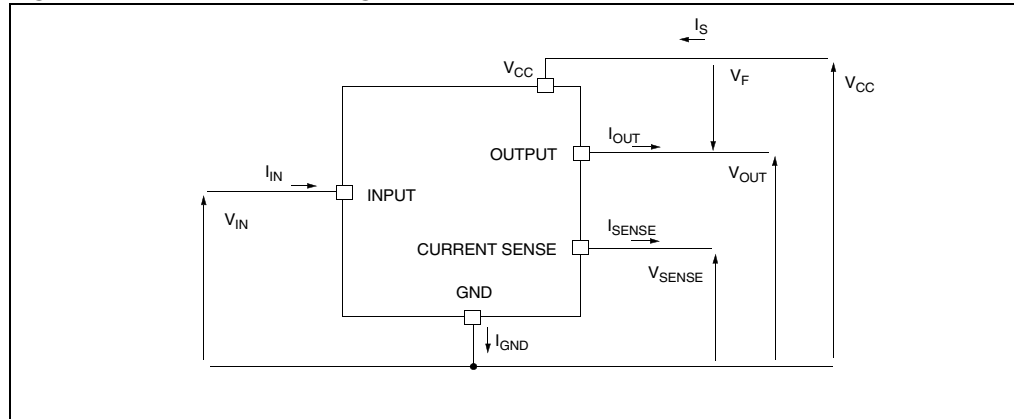 I_S
V_CC
V_F
V_CC
I_OUT
OUTPUT
V_OUT
I_IN
INPUT
V_IN
I_SENSE
CURRENT SENSE
V_SENSE
GND
I_GND